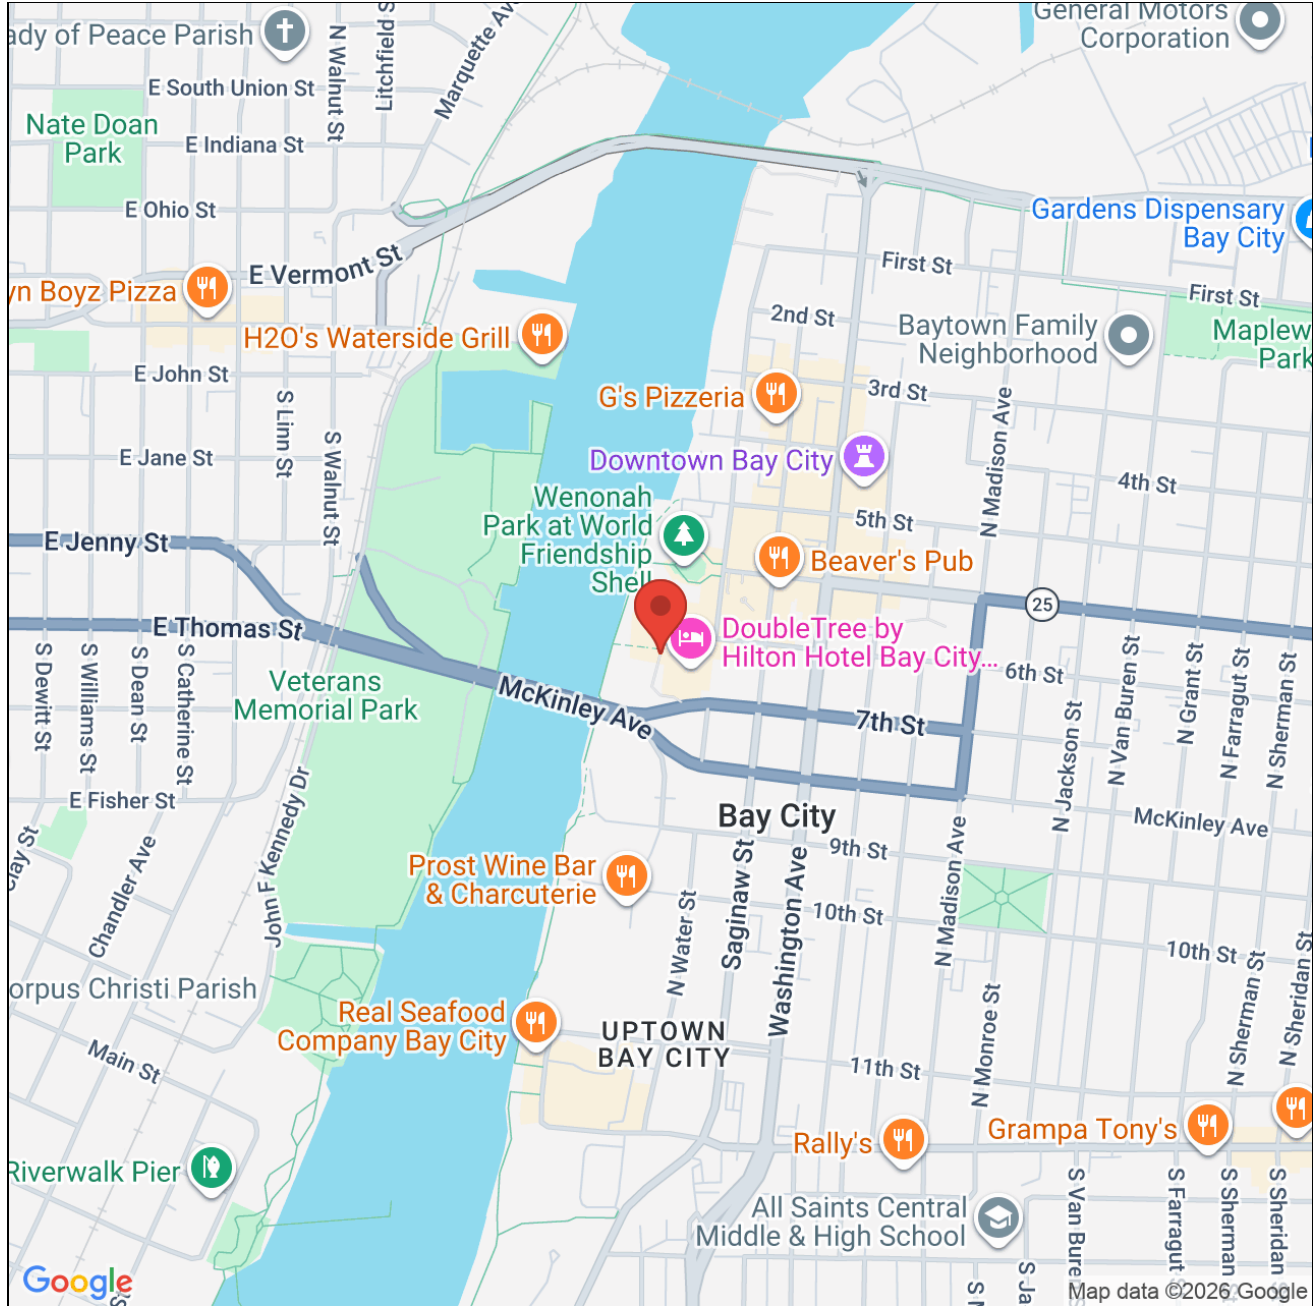 General Motors
Corporation
ady of Peace Parish
N Walnut St
Litchfield S
Marquette Av
E South Union St
Nate Doan
Park
E Indiana St
E Ohio St
Gardens Dispensary
Bay City
E Vermont St
First St
First St
yn Boyz Pizza
H2O's Waterside Grill
2nd St
Baytown Family
Neighborhood
Maplew
Park
E John St
G's Pizzeria
3rd St
S Linn St
S Walnut St
N Madison Ave
E Jane St
Downtown Bay City
4th St
Wenonah
Park at World
Friendship
Shell
5th St
E Jenny St
Beaver's Pub
25
E Thomas St
DoubleTree by
Hilton Hotel Bay City...
6th St
S Dewitt St
S Williams St
S Dean St
S Catherine St
Veterans
Memorial Park
McKinley Ave
7th St
N Jackson St
N Van Buren St
N Grant St
N Farragut St
N Sherman St
E Fisher St
John F Kennedy Dr
Bay City
McKinley Ave
Clay St
Chandler Ave
9th St
Prost Wine Bar
& Charcuterie
N Water St
Saginaw St
Washington Ave
10th St
N Madison Ave
10th St
orpus Christi Parish
Real Seafood
Company Bay City
UPTOWN
BAY CITY
N Monroe St
N Sherman St
N Sheridan St
Main St
11th St
Rally's
Grampa Tony's
Riverwalk Pier
All Saints Central
Middle & High School
S Van Buren
S Farragut S
S Sherman S
S Sheridan S
S Ja
Google
Map data ©2026 Google